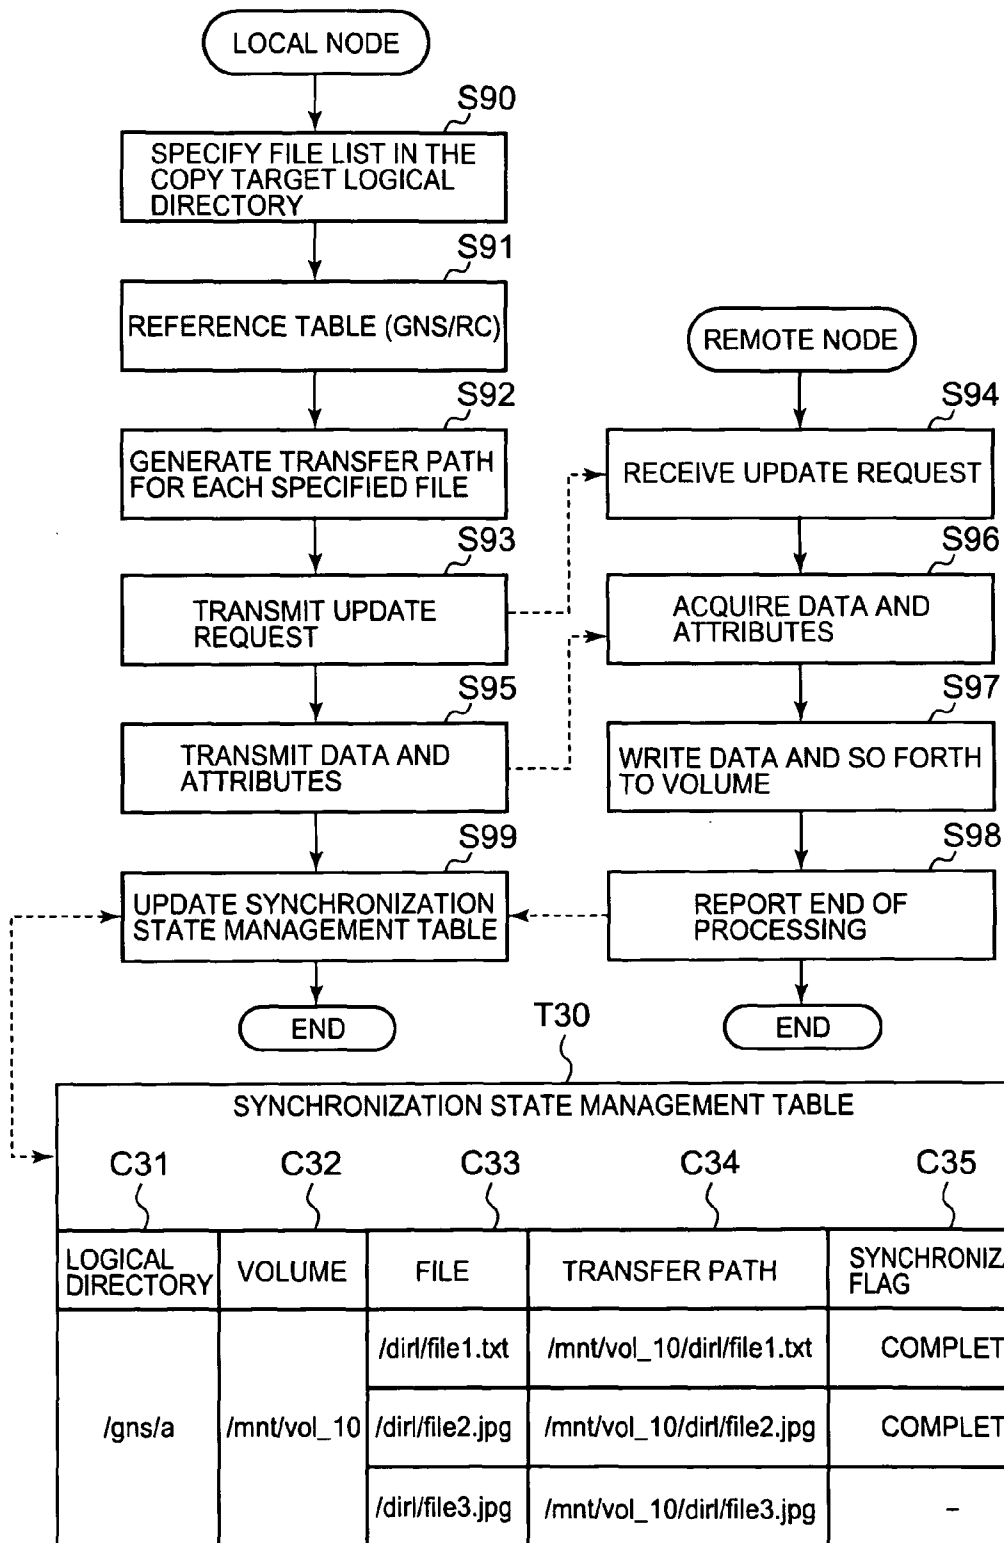 LOCAL NODE
S90
SPECIFY FILE LIST IN THE
COPY TARGET LOGICAL
DIRECTORY
S91
REFERENCE TABLE (GNS/RC)
S92
GENERATE TRANSFER PATH
FOR EACH SPECIFIED FILE
S93
TRANSMIT UPDATE
REQUEST
S95
TRANSMIT DATA AND
ATTRIBUTES
S99
UPDATE SYNCHRONIZATION
STATE MANAGEMENT TABLE
END
REMOTE NODE
S94
RECEIVE UPDATE REQUEST
S96
ACQUIRE DATA AND
ATTRIBUTES
S97
WRITE DATA AND SO FORTH
TO VOLUME
S98
REPORT END OF
PROCESSING
END
T30
SYNCHRONIZATION STATE MANAGEMENT TABLE
C31 C32 C33 C34 C35
LOGICAL
DIRECTORY
VOLUME
FILE
TRANSFER PATH
SYNCHRONIZA
FLAG
/gns/a
/mnt/vol_10
/dirl/file1.txt /mnt/vol_10/dirl/file1.txt COMPLET
/dirl/file2.jpg /mnt/vol_10/dirl/file2.jpg COMPLET
/dirl/file3.jpg /mnt/vol_10/dirl/file3.jpg –